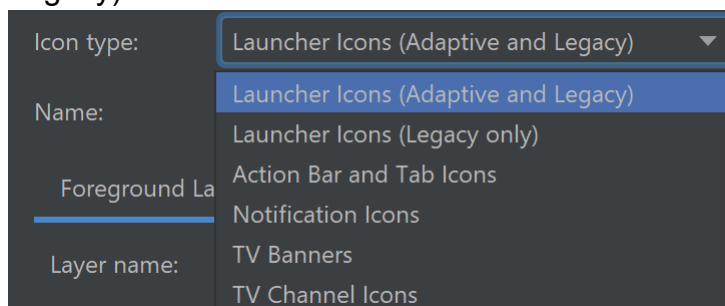 Icon type: Launcher Icons (Adaptive and Legacy)
Launcher Icons (Adaptive and Legacy)
Name:
Launcher Icons (Legacy only)
Action Bar and Tab Icons
Foreground La
Notification Icons
TV Banners
Layer name:
TV Channel Icons